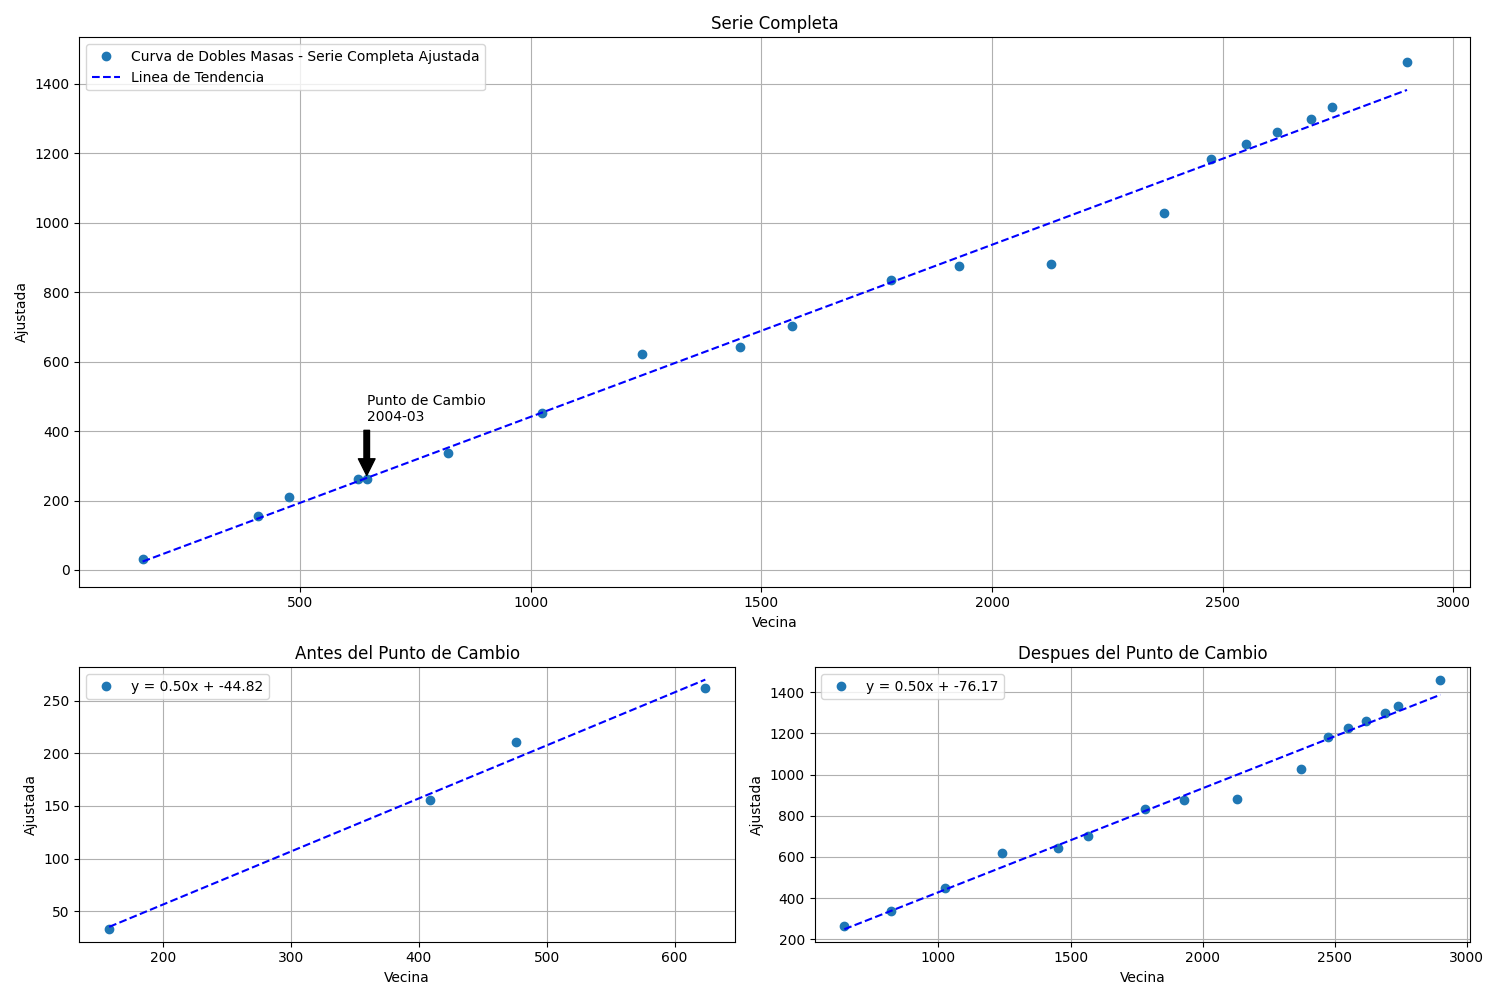 Serie Completa
Curva de Dobles Masas - Serie Completa Ajustada
Linea de Tendencia
1400
1200
1000
800
600
400
200
0
Ajustada
Punto de Cambio
2004-03
500
1000
1500
2000
2500
3000
Vecina
Antes del Punto de Cambio
y = 0.50x + -44.82
250
200
150
100
50
Ajustada
200
300
400
500
600
Vecina
Despues del Punto de Cambio
y = 0.50x + -76.17
1400
1200
1000
800
600
400
200
Ajustada
1000
1500
2000
2500
3000
Vecina